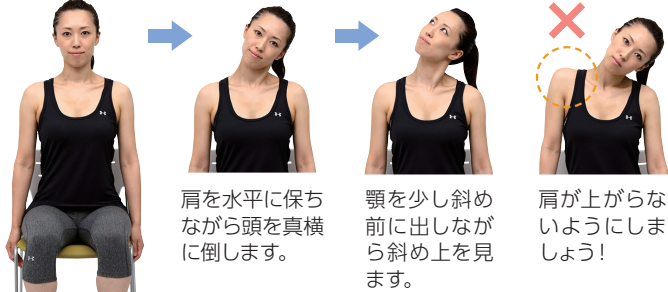 肩を水平に保ち
ながら頭を真横
に倒します。
顎を少し斜め
前に出しなが
ら斜め上を見
ます。
肩が上がらな
いようにしま
しょう!